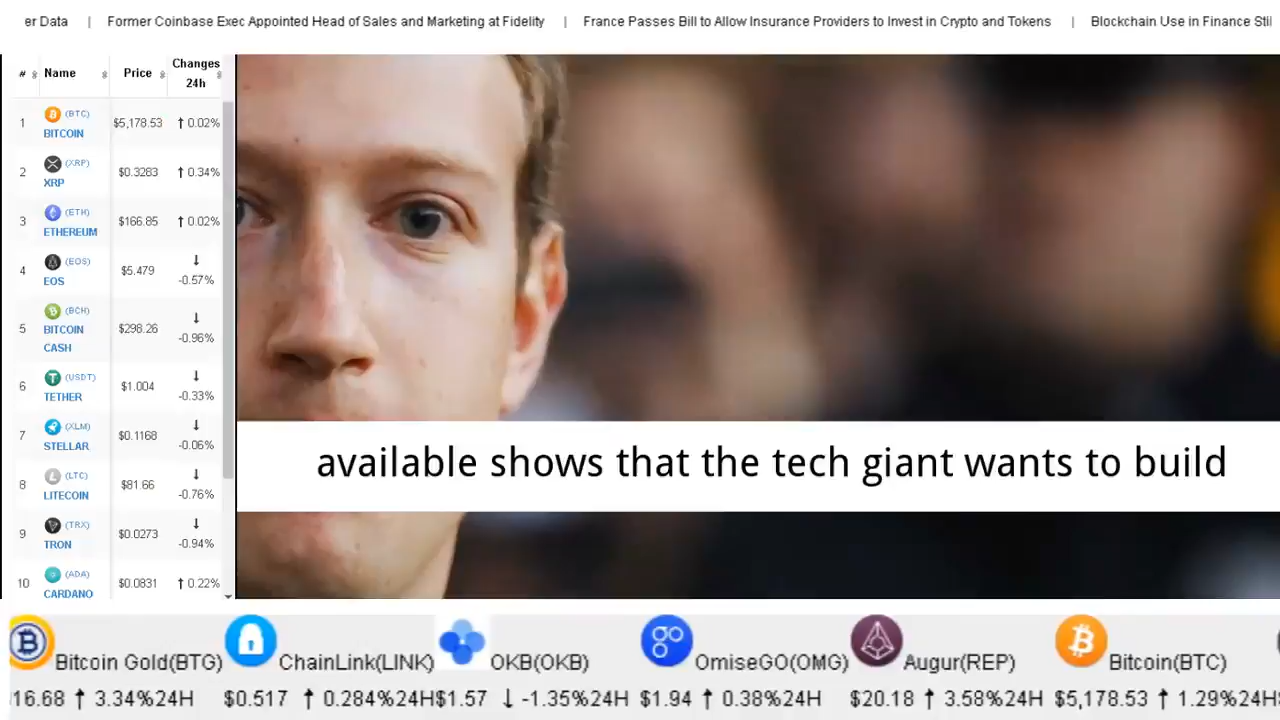 er Data | Former Coinbase Exec Appointed Head of Sales and Marketing at Fidelity | France Passes Bill to Allow Insurance Providers to Invest in Crypto and Tokens | Blockchain Use in Finance Stil
# Name Price Changes 24h
1 (BTC) BITCOIN $5,178.53 ↑ 0.02%
2 (XRP) XRP $0.3283 ↑ 0.34%
3 (ETH) ETHEREUM $166.85 ↑ 0.02%
4 (EOS) EOS $5.479 ↓ -0.57%
5 (BCH) BITCOIN CASH $298.26 ↓ -0.96%
6 (USDT) TETHER $1.004 ↓ -0.33%
7 (XLM) STELLAR $0.1168 ↓ -0.06%
8 (LTC) LITECOIN $81.66 ↓ -0.76%
9 (TRX) TRON $0.0273 ↓ -0.94%
10 (ADA) CARDANO $0.0831 ↑ 0.22%
available shows that the tech giant wants to build
Bitcoin Gold(BTG) ChainLink(LINK) OKB(OKB) OmiseGO(OMG) Augur(REP) Bitcoin(BTC)
16.68 ↑ 3.34%24H $0.517 ↑ 0.284%24H $1.57 ↓ -1.35%24H $1.94 ↑ 0.38%24H $20.18 ↑ 3.58%24H $5,178.53 ↑ 1.29%24H